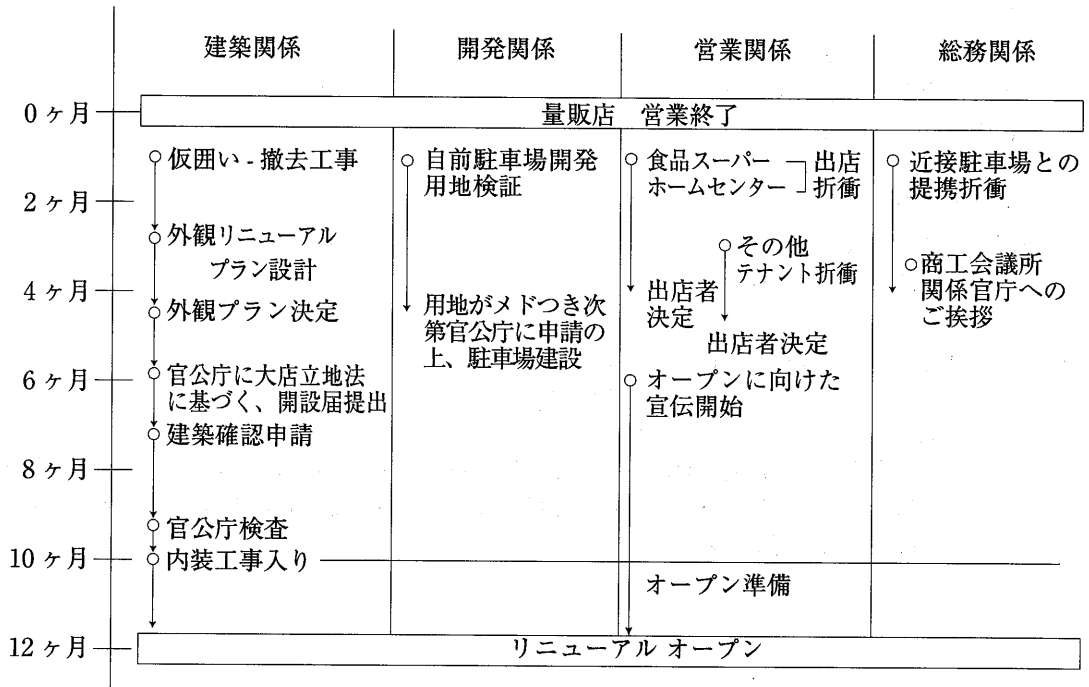 建築関係
開発関係
営業関係
総務関係
0ヶ月
量販店 営業終了
仮囲い-撤去工事
自前駐車場開発
用地検証
食品スーパー
ホームセンター
出店
折衝
近接駐車場との
提携折衝
2ヶ月
外観リニューアル
プラン設計
その他
テナント折衝
商工会議所
関係官庁への
ご挨拶
4ヶ月
外観プラン決定
用地がメドつき次
第官公庁に申請の
上、駐車場建設
出店者
決定
出店者決定
6ヶ月
官公庁に大店立地法
に基づく、開設届提出
オープンに向けた
宣伝開始
建築確認申請
8ヶ月
官公庁検査
10ヶ月
内装工事入り
オープン準備
12ヶ月
リニューアル オープン